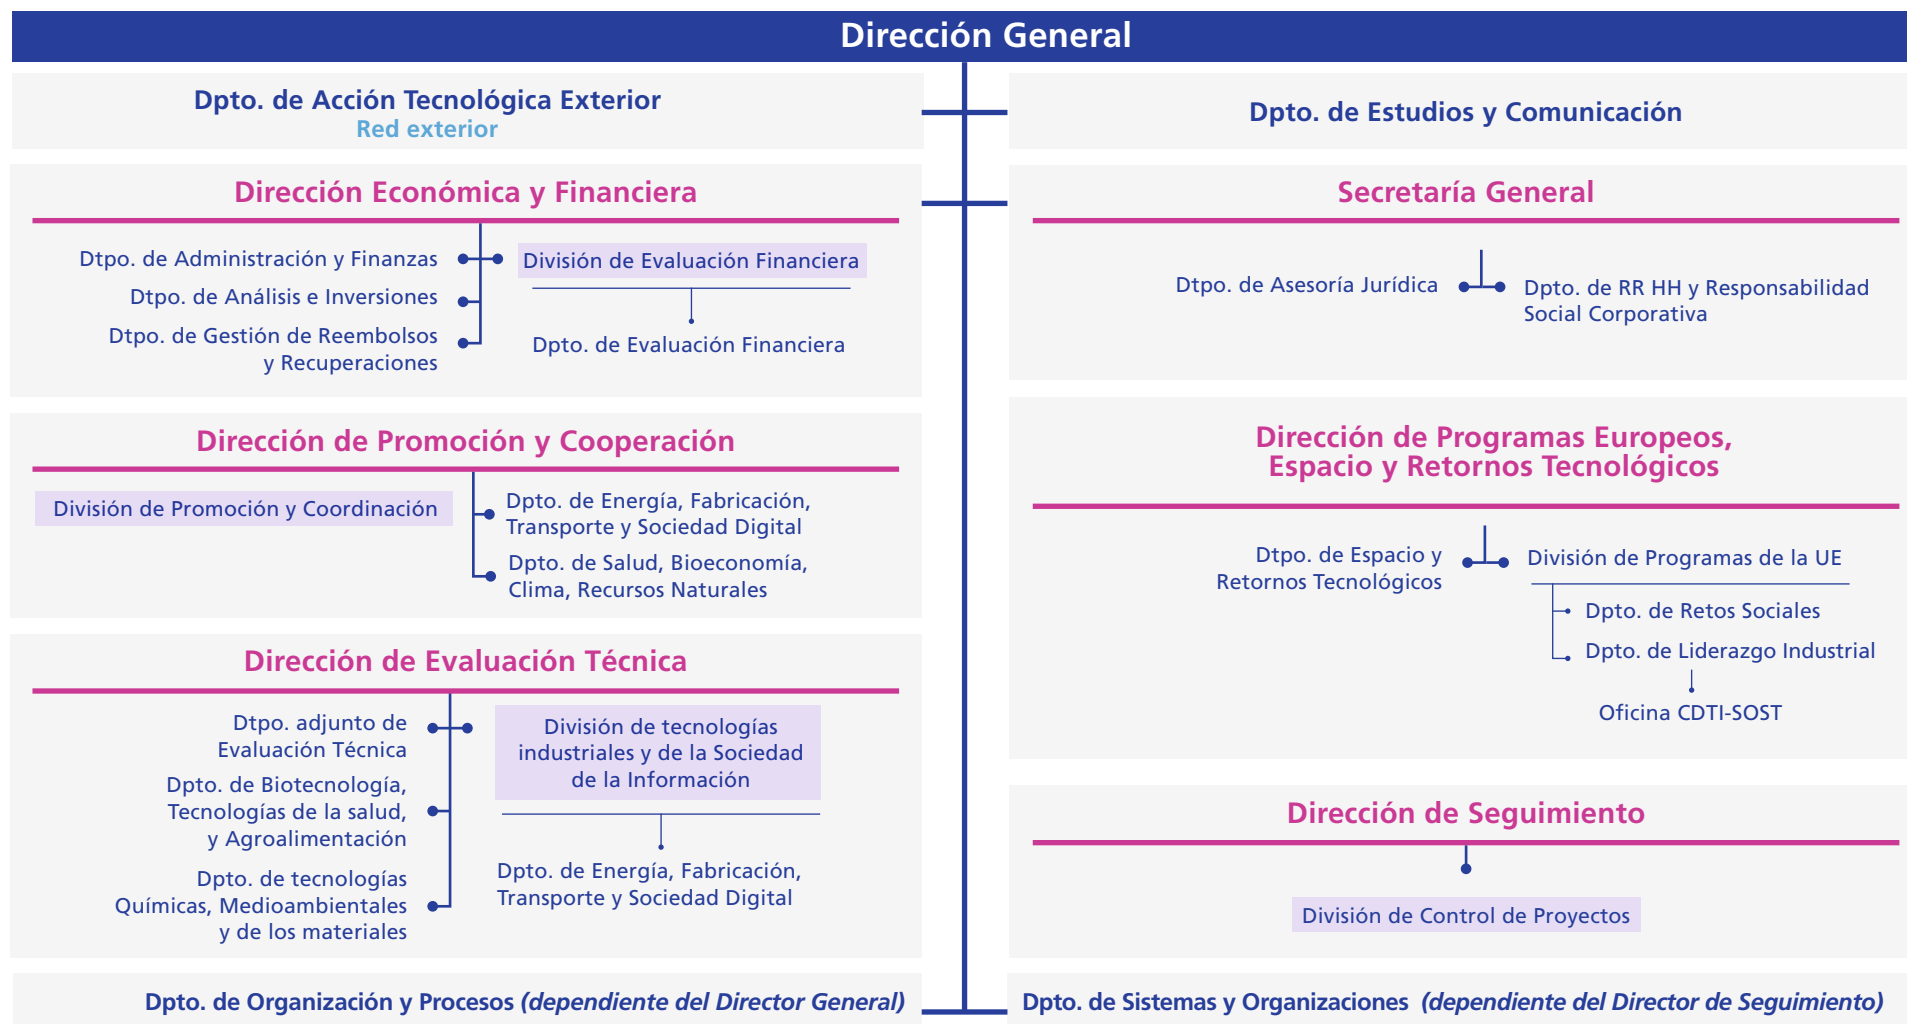 Dirección General
Dpto. de Acción Tecnológica Exterior
Red exterior
Dpto. de Estudios y Comunicación
Dirección Económica y Financiera
Dtpo. de Administración y Finanzas
Dtpo. de Análisis e Inversiones
Dtpo. de Gestión de Reembolsos
y Recuperaciones
División de Evaluación Financiera
Dpto. de Evaluación Financiera
Secretaría General
Dtpo. de Asesoría Jurídica
Dpto. de RR HH y Responsabilidad
Social Corporativa
Dirección de Promoción y Cooperación
División de Promoción y Coordinación
Dpto. de Energía, Fabricación,
Transporte y Sociedad Digital
Dpto. de Salud, Bioeconomía,
Clima, Recursos Naturales
Dirección de Programas Europeos,
Espacio y Retornos Tecnológicos
Dtpo. de Espacio y
Retornos Tecnológicos
División de Programas de la UE
Dpto. de Retos Sociales
Dpto. de Liderazgo Industrial
Oficina CDTI-SOST
Dirección de Evaluación Técnica
Dtpo. adjunto de
Evaluación Técnica
Dpto. de Biotecnología,
Tecnologías de la salud,
y Agroalimentación
Dpto. de tecnologías
Químicas, Medioambientales
y de los materiales
División de tecnologías
industriales y de la Sociedad
de la Información
Dpto. de Energía, Fabricación,
Transporte y Sociedad Digital
Dirección de Seguimiento
División de Control de Proyectos
Dpto. de Organización y Procesos (dependiente del Director General)
Dpto. de Sistemas y Organizaciones (dependiente del Director de Seguimiento)